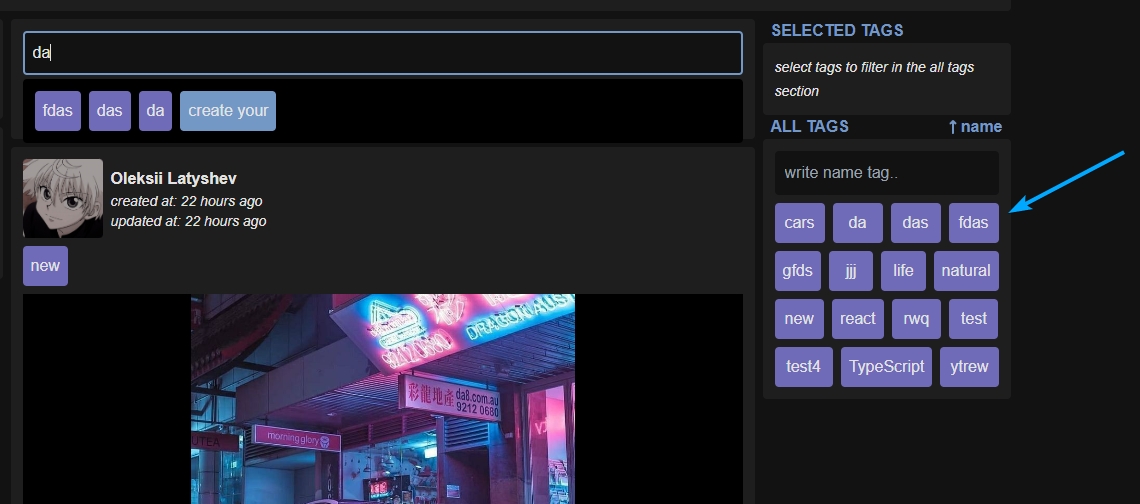 da
fdas das da create your
Oleksii Latyshev
created at: 22 hours ago
updated at: 22 hours ago
new
DRAGON
彩龍地產 da8.com.au
9212 0680
morning glory
UTEA
SELECTED TAGS
select tags to filter in the all tags
section
ALL TAGS ↑ name
write name tag..
cars da das fdas
gfds jjj life natural
new react rwq test
test4 TypeScript ytrew